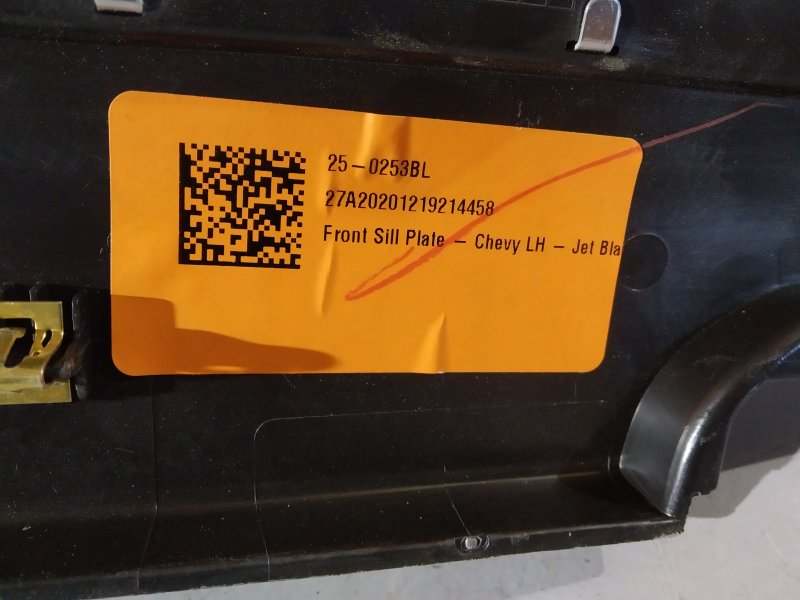 25-0253BL
27A20201219214458
Front Sill Plate - Chevy LH - Jet Bla